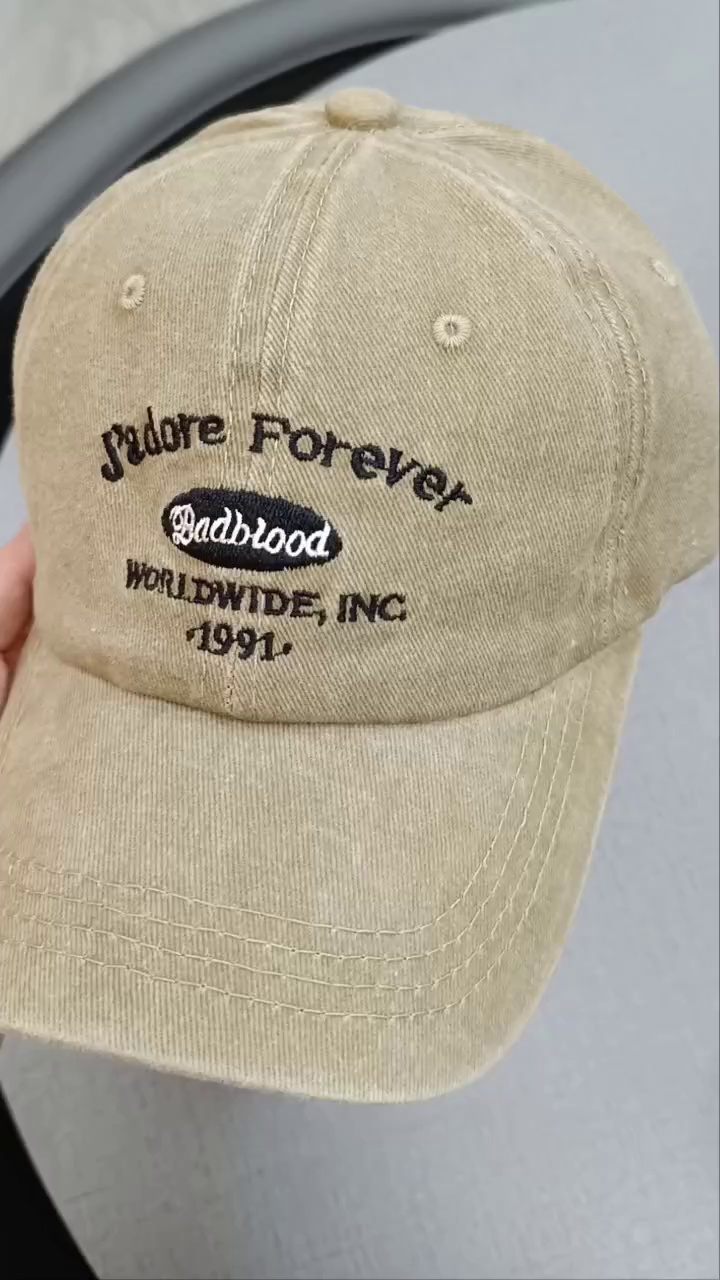 J'adore Forever
Badblood
WORLDWIDE, INC.
·1991·